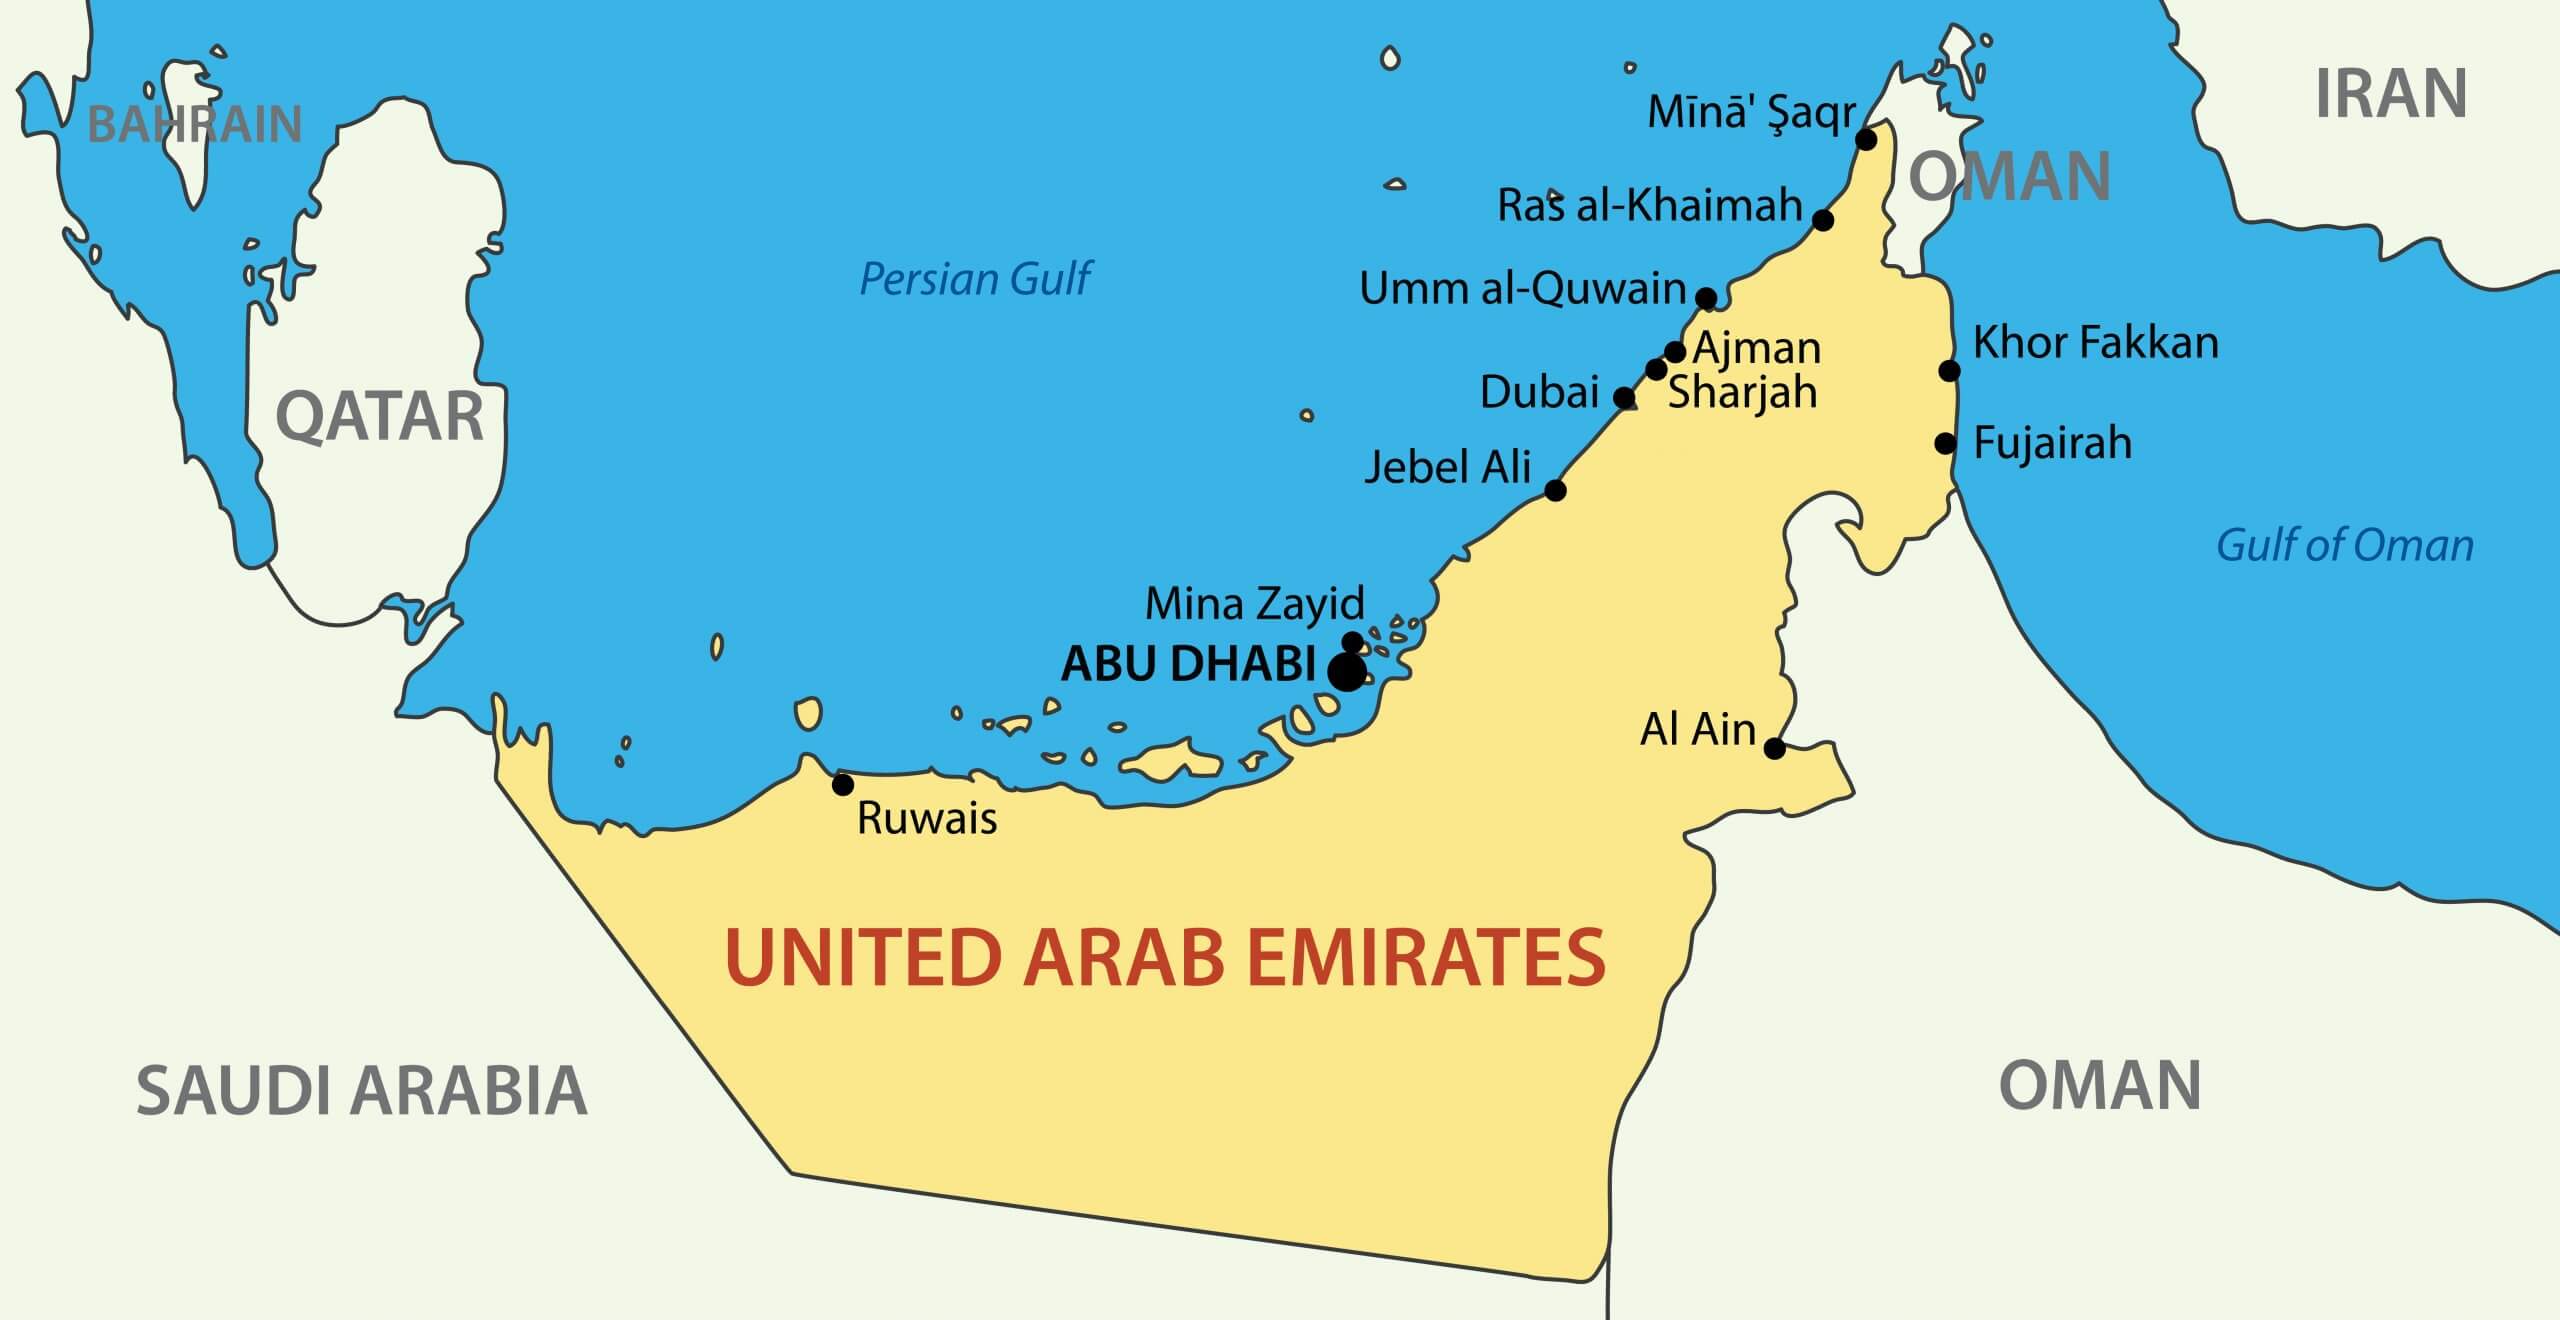 IRAN
Mīnā' Şaqr
BAHRAIN
OMAN
Ras al-Khaimah
Persian Gulf
Umm al-Quwain
Khor Fakkan
Ajman
Dubai
Sharjah
QATAR
Fujairah
Jebel Ali
Gulf of Oman
Mina Zayid
ABU DHABI
Al Ain
Ruwais
UNITED ARAB EMIRATES
SAUDI ARABIA
OMAN